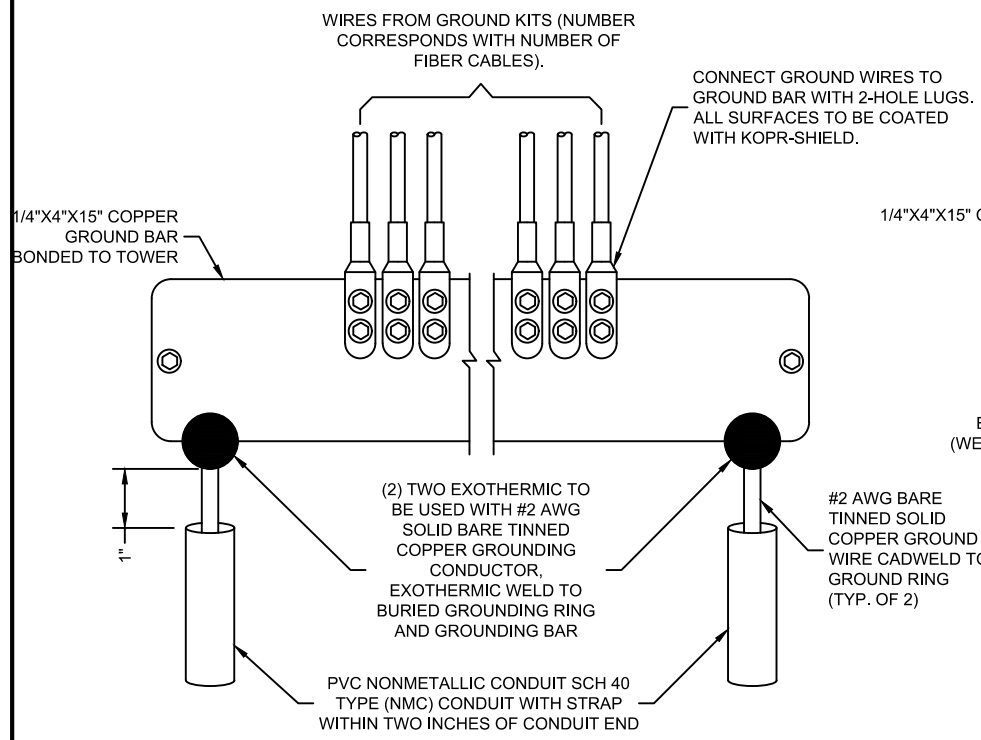 WIRES FROM GROUND KITS (NUMBER
CORRESPONDS WITH NUMBER OF
FIBER CABLES).
CONNECT GROUND WIRES TO
GROUND BAR WITH 2-HOLE LUGS.
ALL SURFACES TO BE COATED
WITH KOPR-SHIELD.
1/4"X4"X15" COPPER
GROUND BAR
BONDED TO TOWER
1/4"X4"X15"
(2) TWO EXOTHERMIC TO
BE USED WITH #2 AWG
SOLID BARE TINNED
COPPER GROUNDING
CONDUCTOR,
EXOTHERMIC WELD TO
BURIED GROUNDING RING
AND GROUNDING BAR
1"
#2 AWG BARE
TINNED SOLID
COPPER GROUND
WIRE CADWELD TO
GROUND RING
(TYP. OF 2)
PVC NONMETALLIC CONDUIT SCH 40
TYPE (NMC) CONDUIT WITH STRAP
WITHIN TWO INCHES OF CONDUIT END